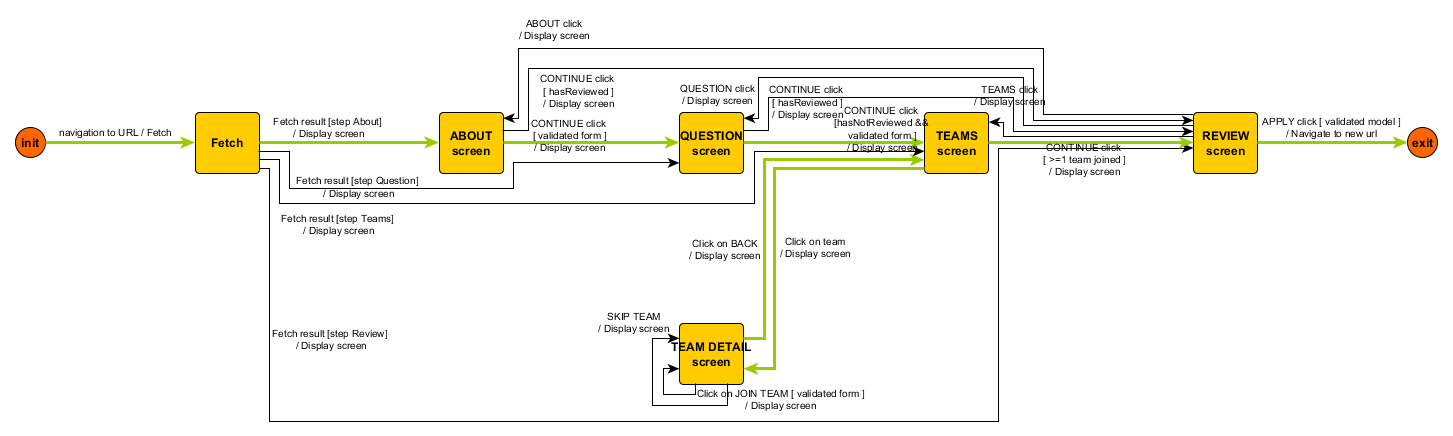 ABOUT click
/ Display screen
CONTINUE click
[ hasReviewed ]
/ Display screen
QUESTION click
/ Display screen
CONTINUE click
[ hasReviewed ]
/ Display screen
TEAMS click
/ Display screen
init
navigation to URL / Fetch
Fetch
Fetch result [step About]
/ Display screen
ABOUT
screen
CONTINUE click
[ validated form ]
/ Display screen
QUESTION
screen
CONTINUE click
[hasNotReviewed &&
validated form ]
/ Display screen
TEAMS
screen
CONTINUE click
[ >=1 team joined ]
/ Display screen
REVIEW
screen
APPLY click [ validated model ]
/ Navigate to new url
exit
Fetch result [step Question]
/ Display screen
Fetch result [step Teams]
/ Display screen
Click on BACK
/ Display screen
Click on team
/ Display screen
Fetch result [step Review]
/ Display screen
SKIP TEAM
/ Display screen
TEAM DETAIL
screen
Click on JOIN TEAM [ validated form ]
/ Display screen